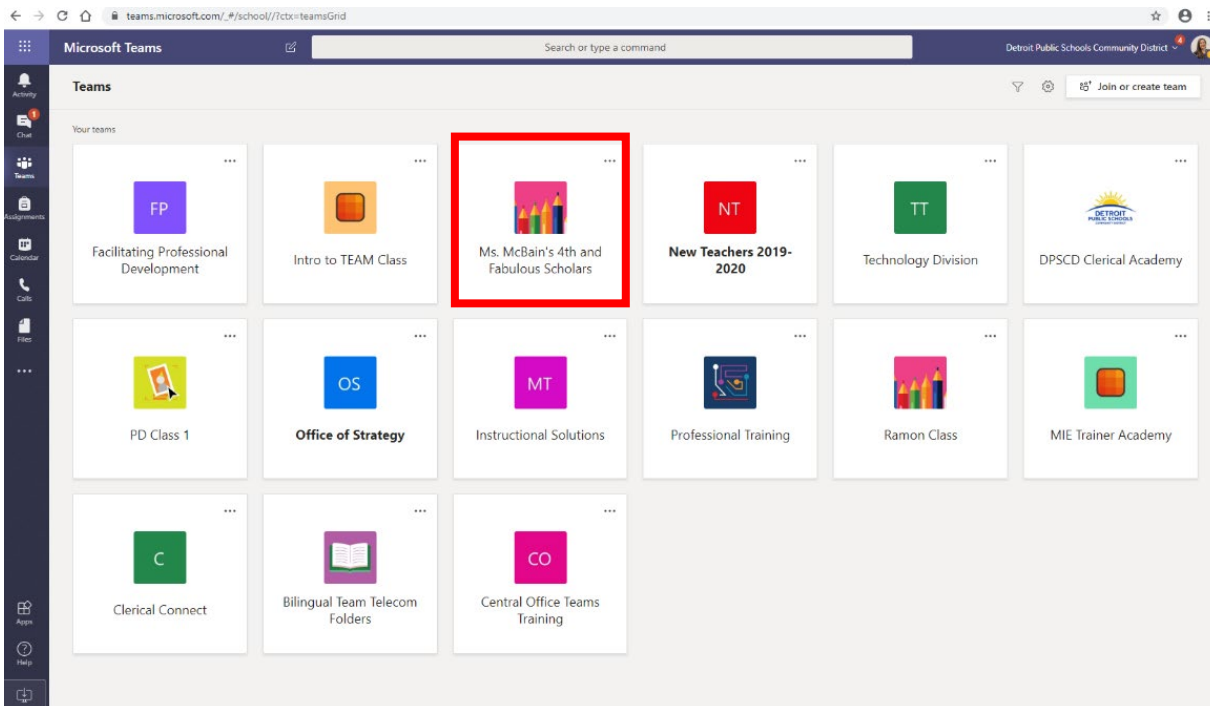 teams.microsoft.com/_#/school//?ctx=teamsGrid
Microsoft Teams
Search or type a command
Detroit Public Schools Community District
4
Activity
Chat
1
Teams
Assignments
Calendar
Calls
Files
Apps
Help
Teams
Join or create team
Your teams
FP
Facilitating Professional
Development
Intro to TEAM Class
Ms. McBain's 4th and
Fabulous Scholars
NT
New Teachers 2019-
2020
TT
Technology Division
DETROIT
PUBLIC SCHOOLS
DPSCD Clerical Academy
PD Class 1
OS
Office of Strategy
MT
Instructional Solutions
Professional Training
Ramon Class
MIE Trainer Academy
C
Clerical Connect
Bilingual Team Telecom
Folders
CO
Central Office Teams
Training